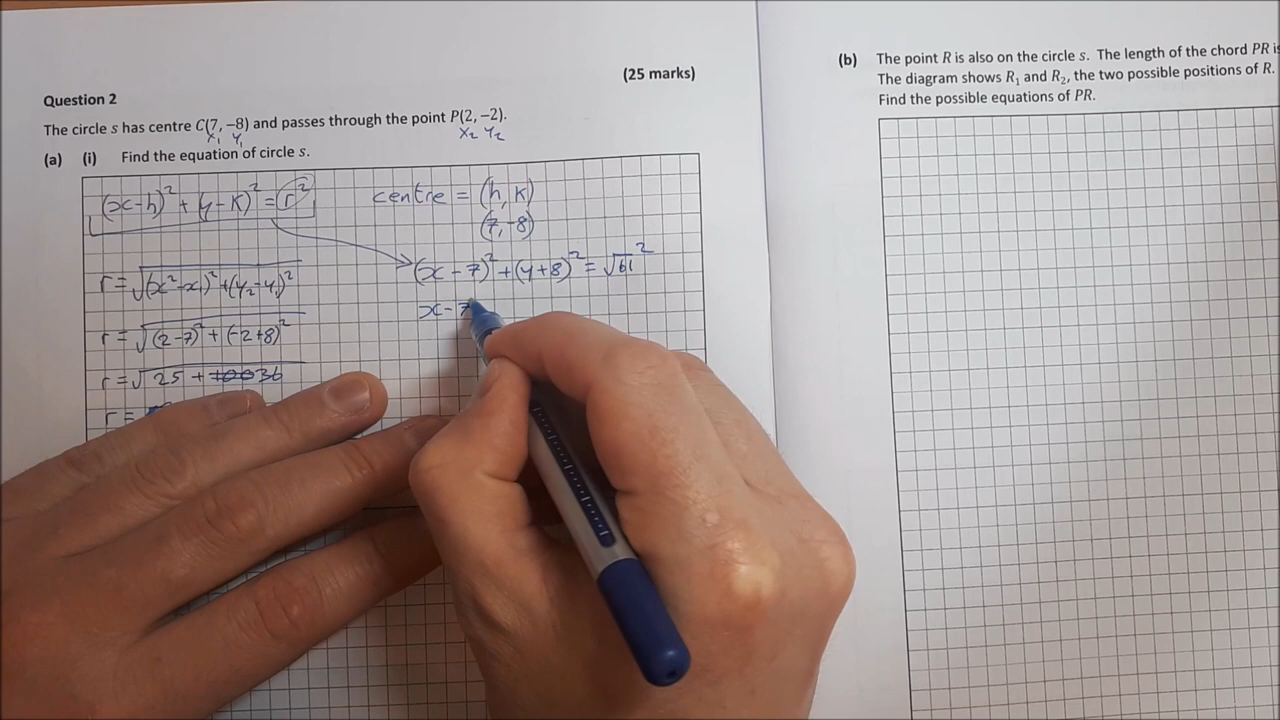 (25 marks)
Question 2
The circle s has centre C(7, −8) and passes through the point P(2, −2).
x₁ y₁ x₂ y₂
(a) (i) Find the equation of circle s.
(x-h)² + (y-k)² = r²
centre = (h, k)
(7, -8)
(x - 7)² + (y+8)² = √61²
x - 7
r = √(x²-x₁)² + (y₂-y₁)²
r = √(2-7)² + (-2+8)²
r = √25 + 100 36
r =
(b) The point R is also on the circle s. The length of the chord PR is
The diagram shows R₁ and R₂, the two possible positions of R.
Find the possible equations of PR.